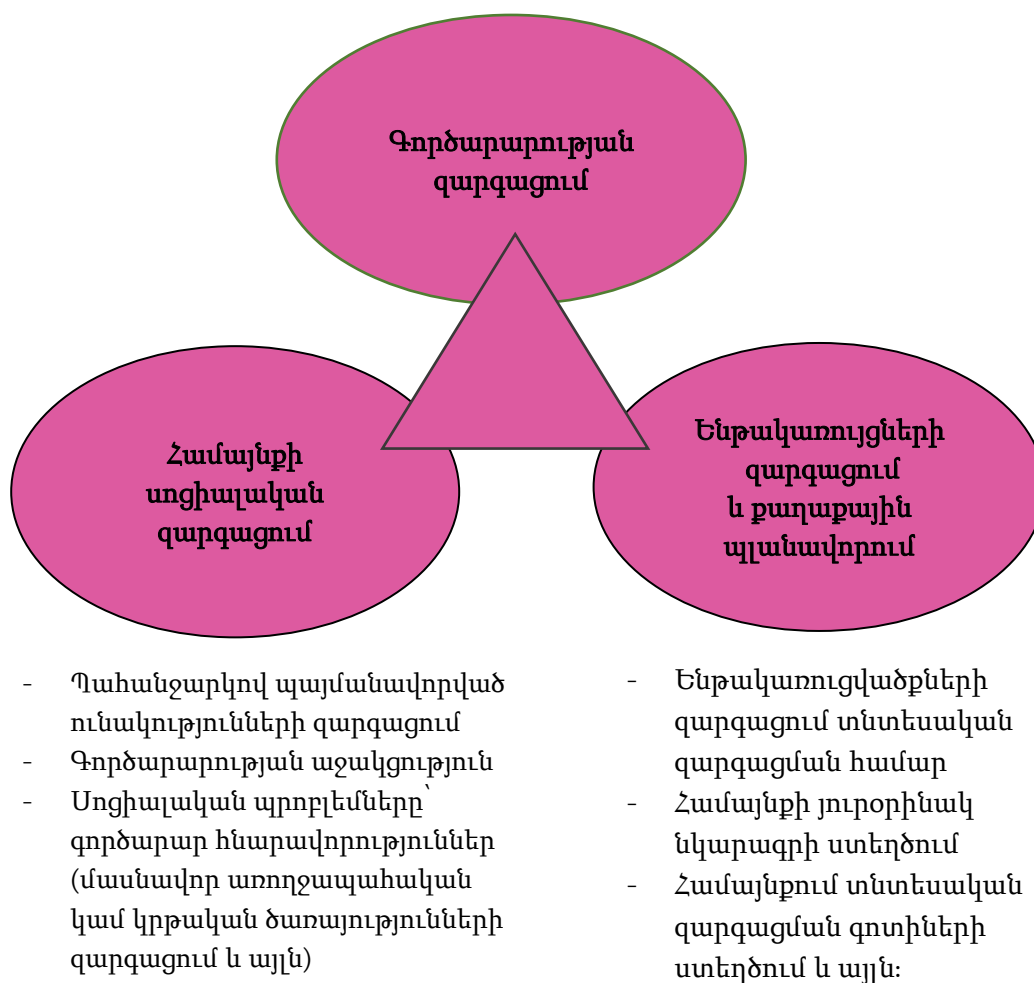 Գործարարության
զարգացում
Համայնքի
սոցիալական
զարգացում
Ենթակառույցների
զարգացում
և քաղաքային
պլանավորում
- Պահանջարկով պայմանավորված
ունակությունների զարգացում
- Գործարարության աջակցություն
- Սոցիալական պրոբլեմները՝
գործարար հնարավորություններ
(մասնավոր առողջապահական
կամ կրթական ծառայությունների
զարգացում և այլն)
- Ենթակառուցվածքների
զարգացում տնտեսական
զարգացման համար
- Համայնքի յուրօրինակ
նկարագրի ստեղծում
- Համայնքում տնտեսական
զարգացման գոտիների
ստեղծում և այլն։